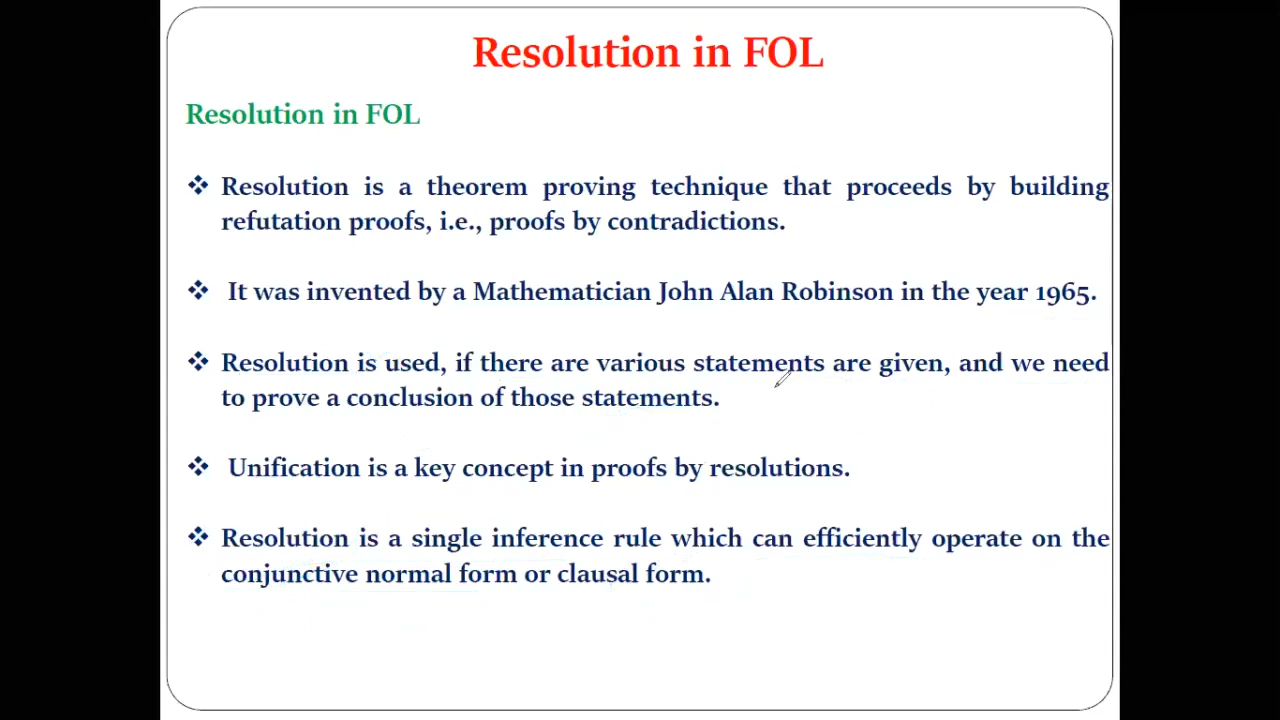 Resolution in FOL
Resolution in FOL
❖ Resolution is a theorem proving technique that proceeds by building
refutation proofs, i.e., proofs by contradictions.
❖ It was invented by a Mathematician John Alan Robinson in the year 1965.
❖ Resolution is used, if there are various statements are given, and we need
to prove a conclusion of those statements.
❖ Unification is a key concept in proofs by resolutions.
❖ Resolution is a single inference rule which can efficiently operate on the
conjunctive normal form or clausal form.